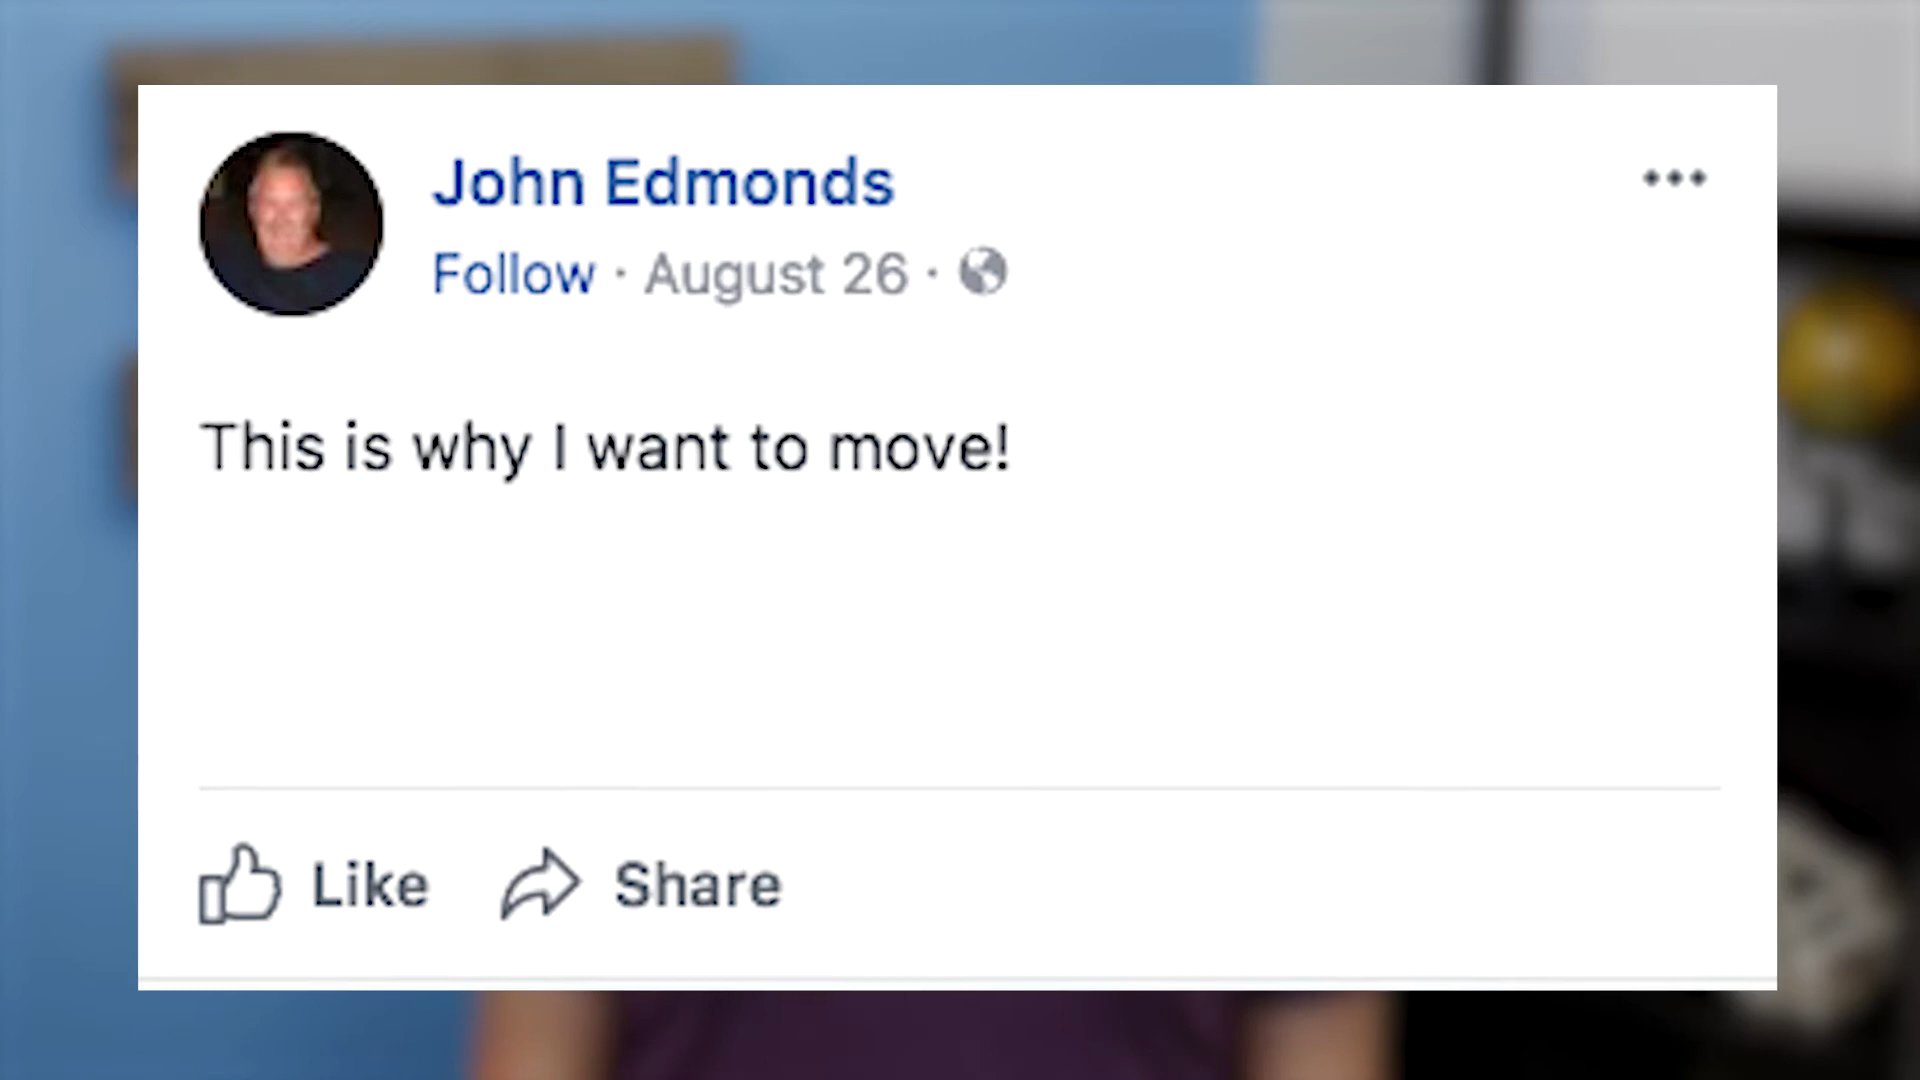 John Edmonds
Follow · August 26 ·
This is why I want to move!
Like Share